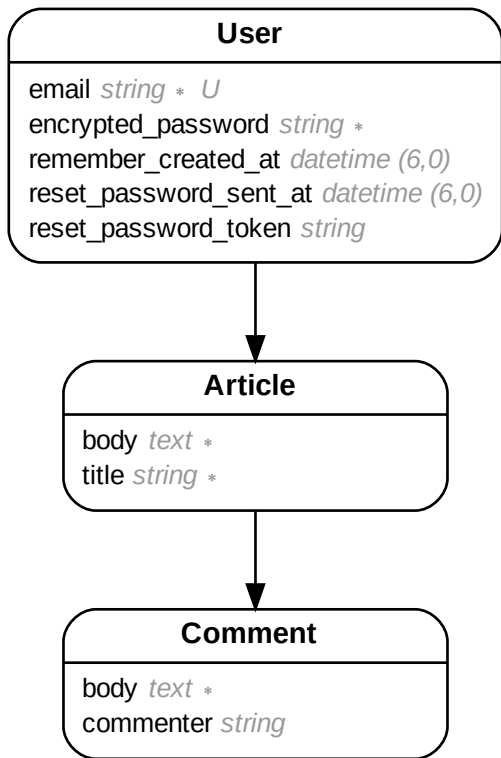 User
email string * U
encrypted_password string *
remember_created_at datetime (6,0)
reset_password_sent_at datetime (6,0)
reset_password_token string
Article
body text *
title string *
Comment
body text *
commenter string